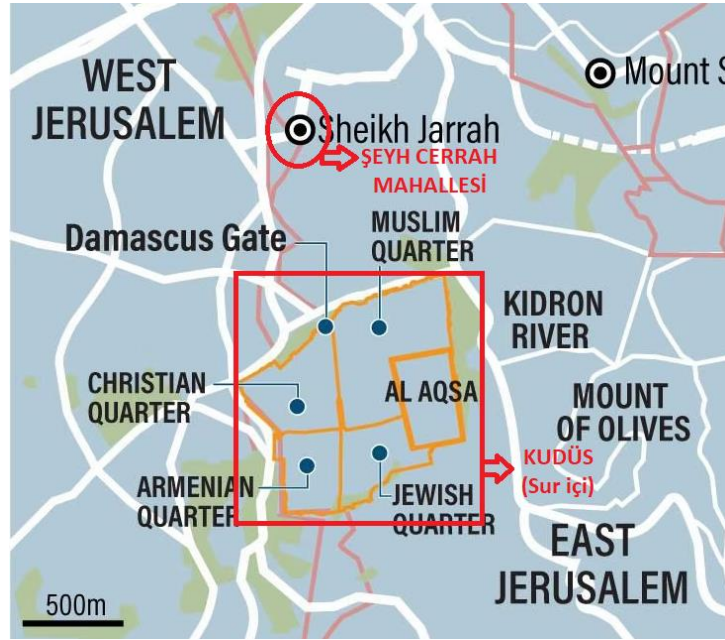 WEST
JERUSALEM
Mount S
Sheikh Jarrah
ŞEYH CERRAH
MAHALLESİ
Damascus Gate
MUSLIM
QUARTER
KIDRON
RIVER
CHRISTIAN
QUARTER
AL AQSA
MOUNT
OF OLIVES
KUDÜS
(Sur içi)
ARMENIAN
QUARTER
JEWISH
QUARTER
EAST
JERUSALEM
500m